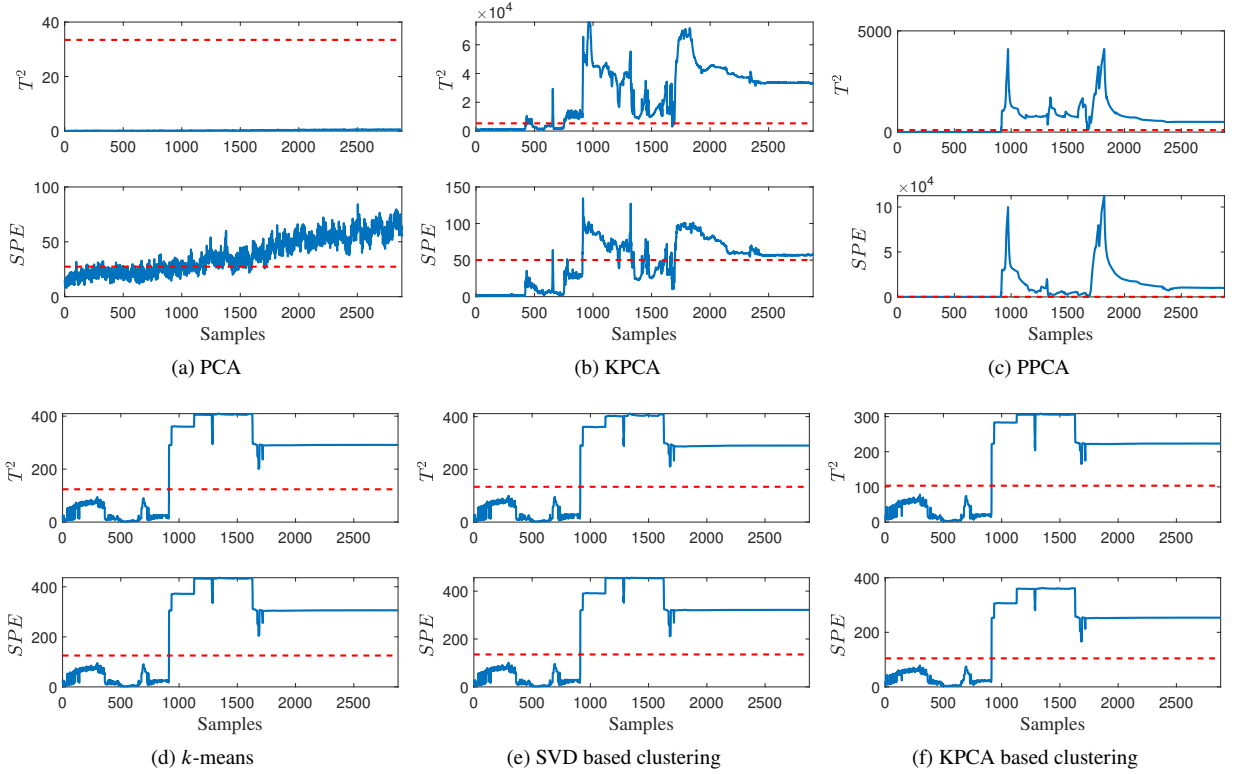 40
20
0
T²
0 500 1000 1500 2000 2500
100
50
0
SPE
0 500 1000 1500 2000 2500
Samples
(a) PCA
×10⁴
6
4
2
0
T²
0 500 1000 1500 2000 2500
150
100
50
0
SPE
0 500 1000 1500 2000 2500
Samples
(b) KPCA
5000
0
T²
0 500 1000 1500 2000 2500
×10⁴
10
5
0
SPE
0 500 1000 1500 2000 2500
Samples
(c) PPCA
400
200
0
T²
0 500 1000 1500 2000 2500
400
200
0
SPE
0 500 1000 1500 2000 2500
Samples
(d) k-means
400
200
0
T²
0 500 1000 1500 2000 2500
400
200
0
SPE
0 500 1000 1500 2000 2500
Samples
(e) SVD based clustering
300
200
100
0
T²
0 500 1000 1500 2000 2500
400
200
0
SPE
0 500 1000 1500 2000 2500
Samples
(f) KPCA based clustering